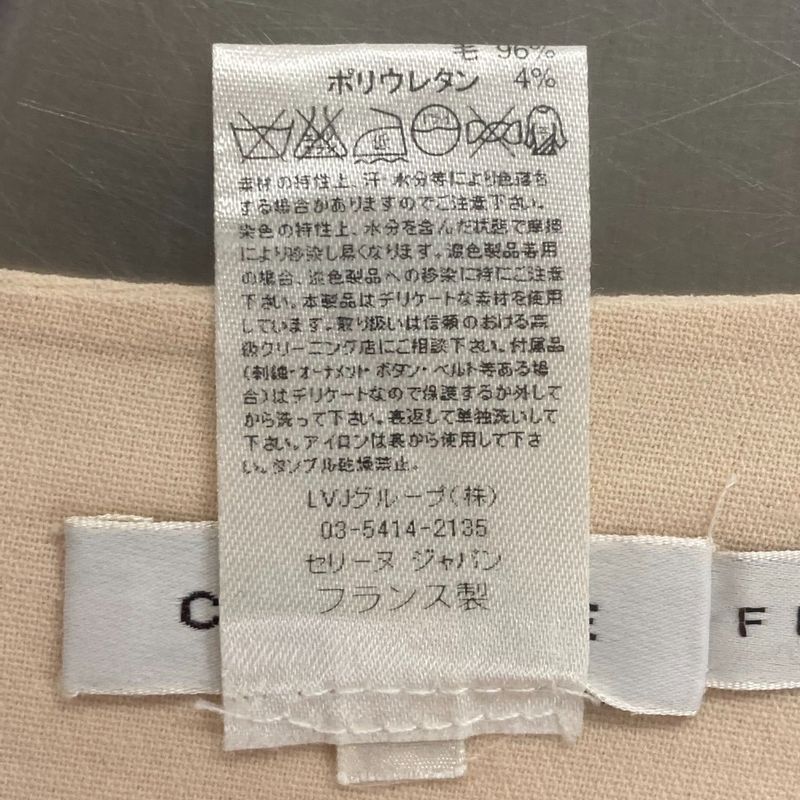 毛 96%
ポリウレタン 4%
素材の特性上、汗・水分等により色落ち
する場合がありますのでご注意下さい。
染色の特性上、水分を含んだ状態で摩擦
により移染し易くなります。濃色製品着用
の場合、淡色製品への移染に特にご注意
下さい。本製品はデリケートな素材を使用
しています。取り扱いは信頼のおける高
級クリーニング店にご相談下さい。付属品
(刺繍・オーナメント ボタン・ベルト等ある場
合)はデリケートなので保護するか外して
から洗って下さい。裏返して単独洗いして
下さい。アイロンは裏から使用して下さ
い。タンブル乾燥禁止。
LVJグループ(株)
03-5414-2135
セリーヌ ジャパン
フランス製
C E F